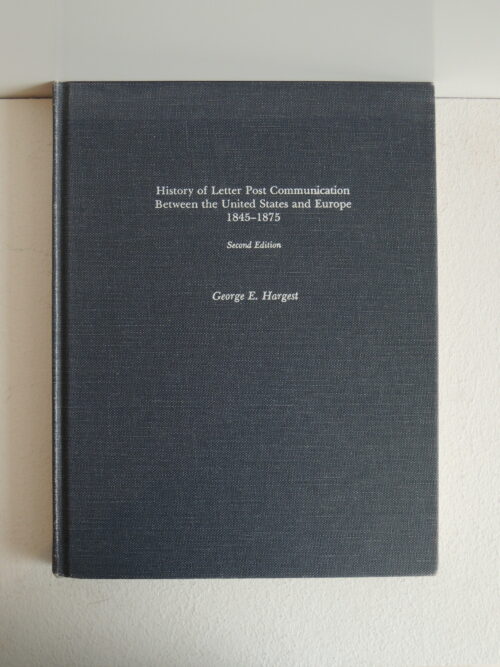 History of Letter Post Communication
Between the United States and Europe
1845–1875
Second Edition
George E. Hargest